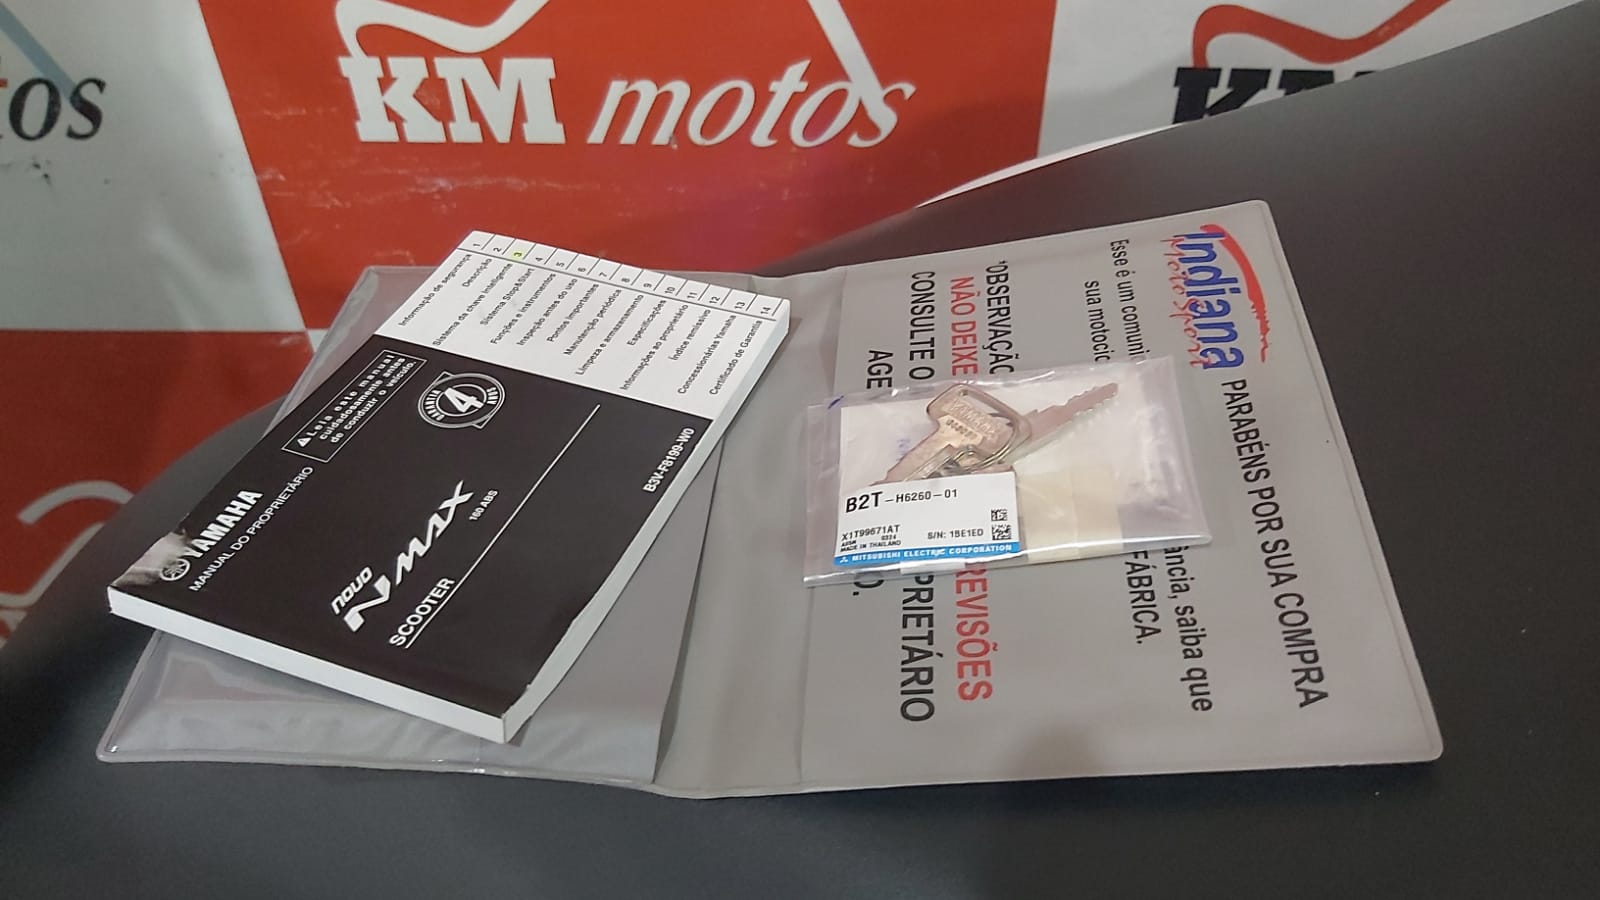 KM motos
tos
KM
YAMAHA
MANUAL DO PROPRIETÁRIO
Leia este manual
cuidadosamente antes
de conduzir o veículo.
GARANTIA
4
ANOS
novo
NMAX
160 ABS
SCOOTER
B3V-F8199-W0
Informação de segurança 1
Descrição 2
Sistema da chave inteligente 3
Sistema Stop&Start 4
Funções e instrumentos 5
Inspeção antes do uso 6
Pontos importantes 7
Manutenção periódica 8
Limpeza e armazenamento 9
Especificações 10
Informações ao proprietário 11
Índice remissivo 12
Concessionárias Yamaha 13
Certificado de Garantia 14
YAMAHA
B2T-H6260-01
X1T99671AT
ASSN 0324
MADE IN THAILAND
S/N: 1BE1ED
MITSUBISHI ELECTRIC CORPORATION
Indiana
MotoSport
PARABÉNS POR SUA COMPRA
Esse é um comuni ância, saiba que
sua motocic FÁBRICA.
*OBSERVAÇÃO
NÃO DEIXE REVISÕES
CONSULTE O PRIETÁRIO
AGE O.